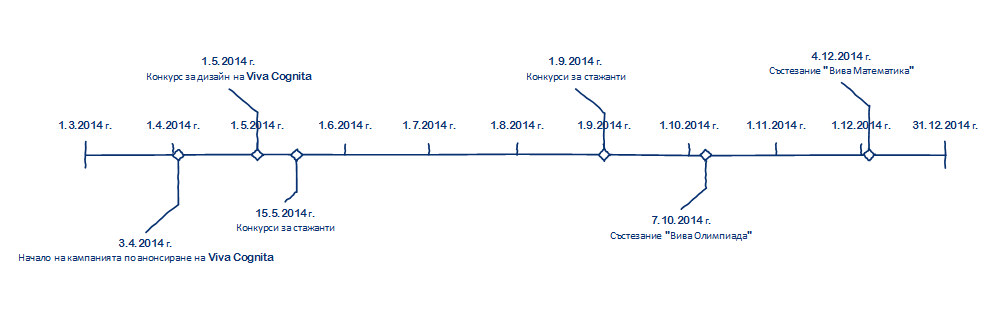 4.12.2014 г.
Състезание "Вива Математика"
1.5.2014 г.
Конкурс за дизайн на Viva Cognita
1.9.2014 г.
Конкурси за стажанти
1.3.2014 г.
1.4.2014 г.
1.5.2014 г.
1.6.2014 г.
1.7.2014 г.
1.8.2014 г.
1.9.2014 г.
1.10.2014 г.
1.11.2014 г.
1.12.2014 г.
31.12.2014 г.
15.5.2014 г.
Конкурси за стажанти
7.10.2014 г.
Състезание "Вива Олимпиада"
3.4.2014 г.
Начало на кампанията по анонсиране на Viva Cognita